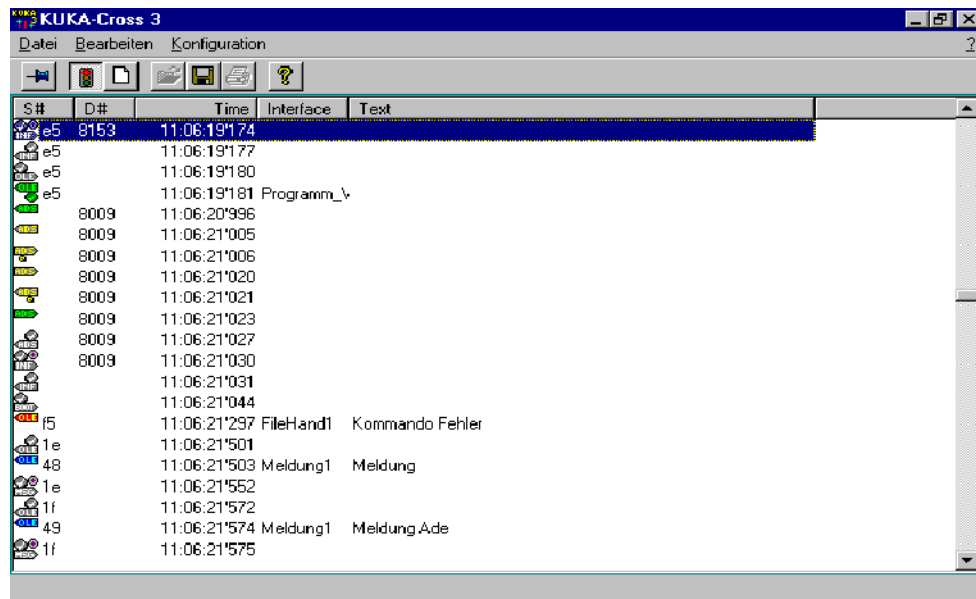 KUKA-Cross 3
Datei Bearbeiten Konfiguration ?
S# D# Time Interface Text
e5 8153 11:06:19'174
e5 11:06:19'177
e5 11:06:19'180
e5 11:06:19'181 Programm_\
8009 11:06:20'996
8009 11:06:21'005
8009 11:06:21'006
8009 11:06:21'020
8009 11:06:21'021
8009 11:06:21'023
8009 11:06:21'027
8009 11:06:21'030
11:06:21'031
11:06:21'044
OLE f5 11:06:21'297 FileHand1 Kommando Fehler
1e 11:06:21'501
OLE 48 11:06:21'503 Meldung1 Meldung
1e 11:06:21'552
1f 11:06:21'572
OLE 49 11:06:21'574 Meldung1 Meldung.Ade
1f 11:06:21'575